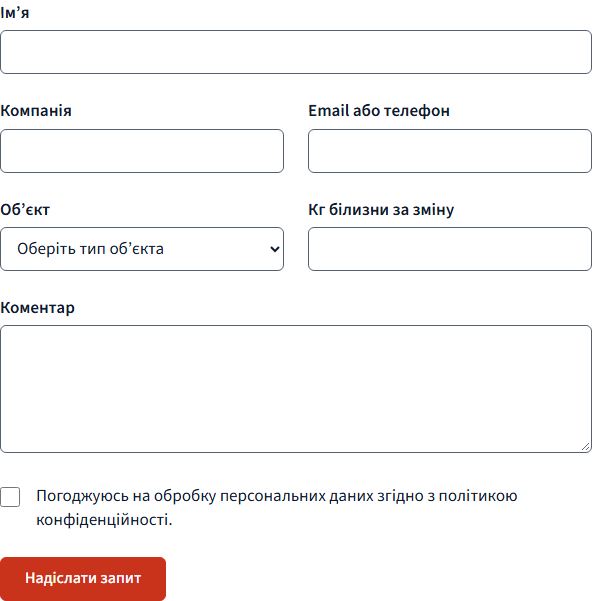 Ім’я
Компанія
Email або телефон
Об’єкт
Кг білизни за зміну
Оберіть тип об’єкта
Коментар
Погоджуюсь на обробку персональних даних згідно з політикою
конфіденційності.
Надіслати запит